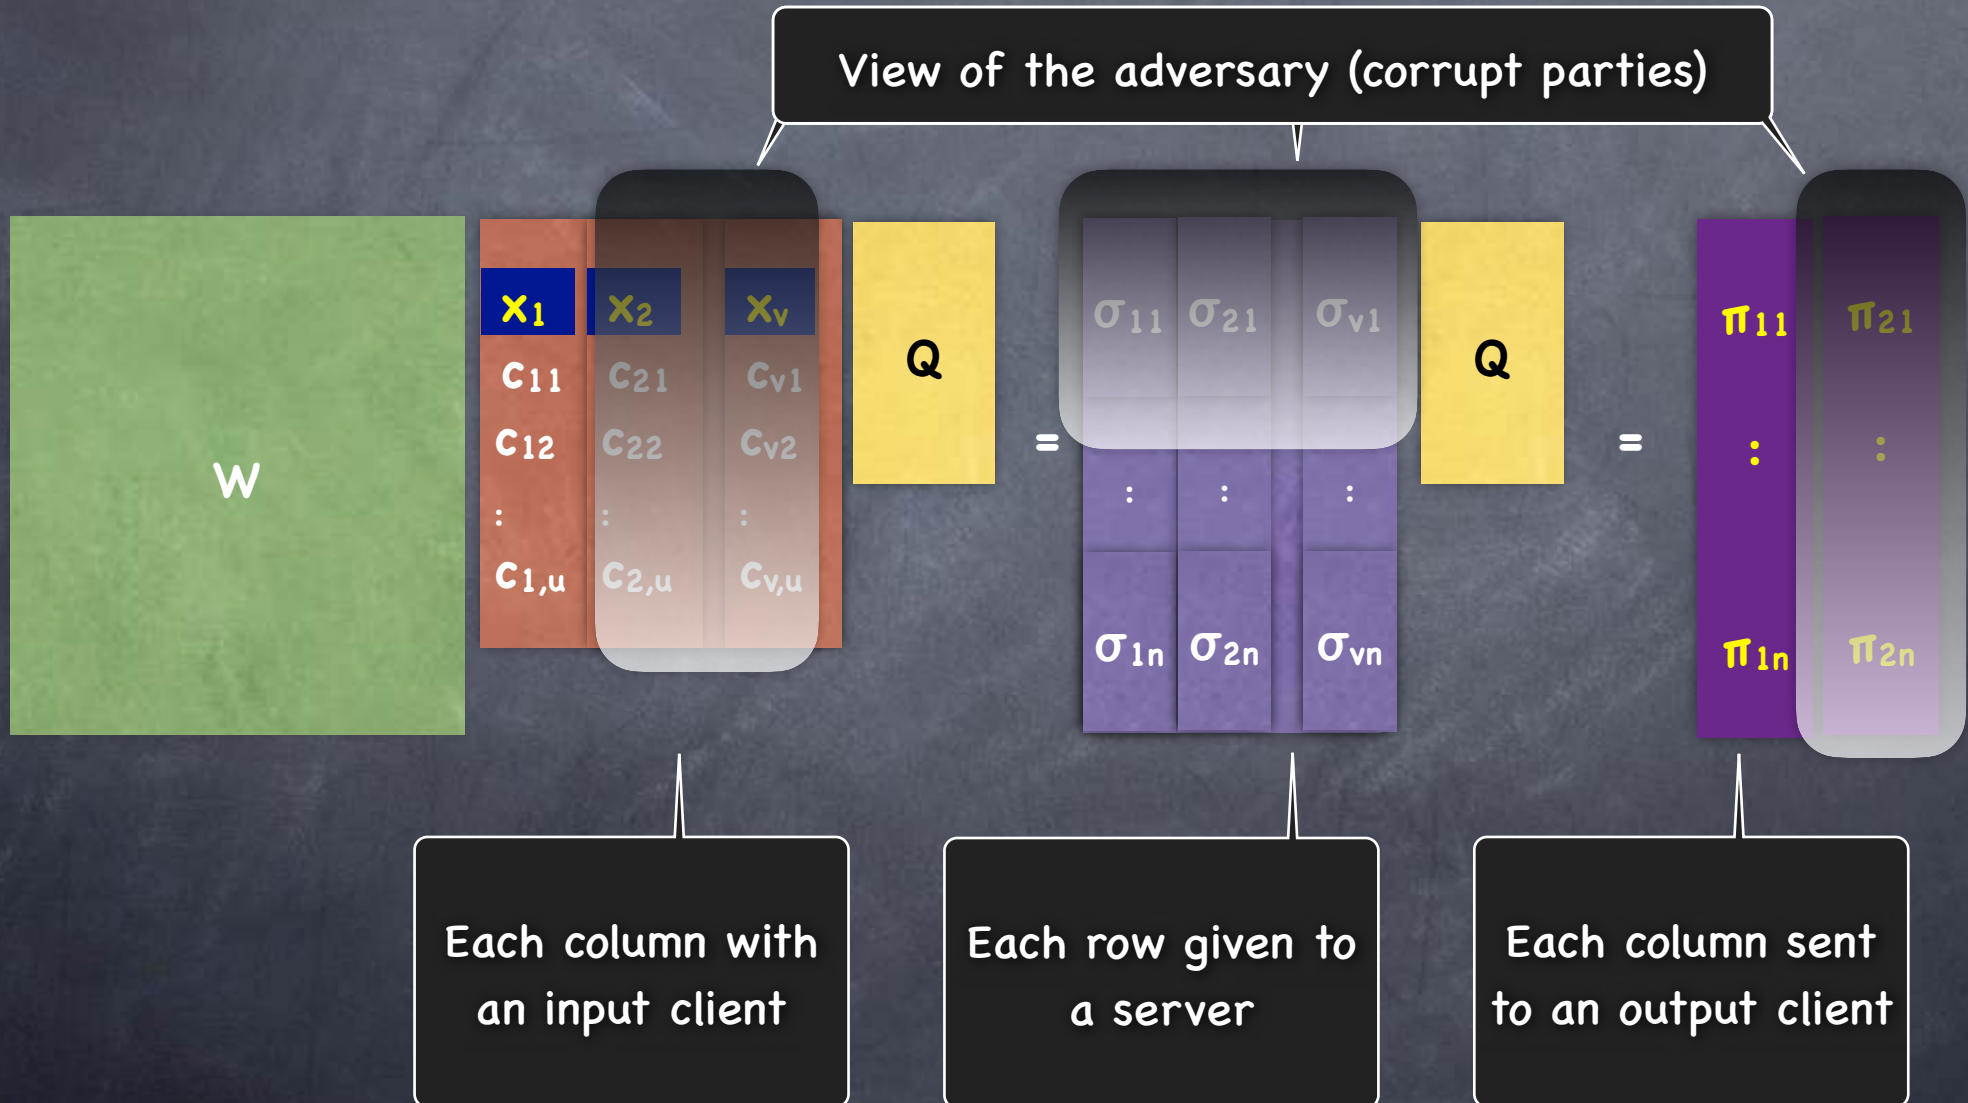 View of the adversary (corrupt parties)
W
x1 x2 xv
c11 c21 cv1
c12 c22 cv2
: : :
c1,u c2,u cv,u
Q
=
σ11 σ21 σv1
: : :
σ1n σ2n σvn
Q
=
π11 π21
: :
π1n π2n
Each column with
an input client
Each row given to
a server
Each column sent
to an output client